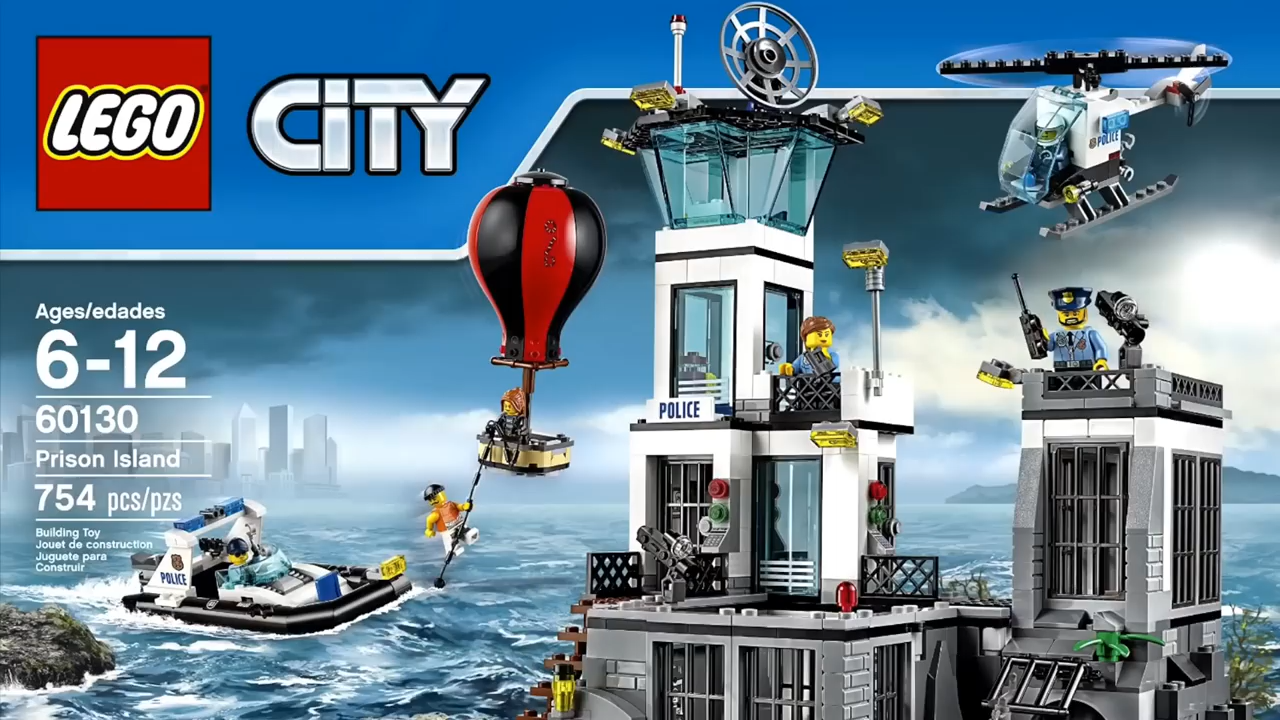 LEGO
CITY
Ages/edades
6-12
60130
Prison Island
754 pcs/pzs
Building Toy
Jouet de construction
Juguete para
Construir
POLICE
POLICE
POLICE